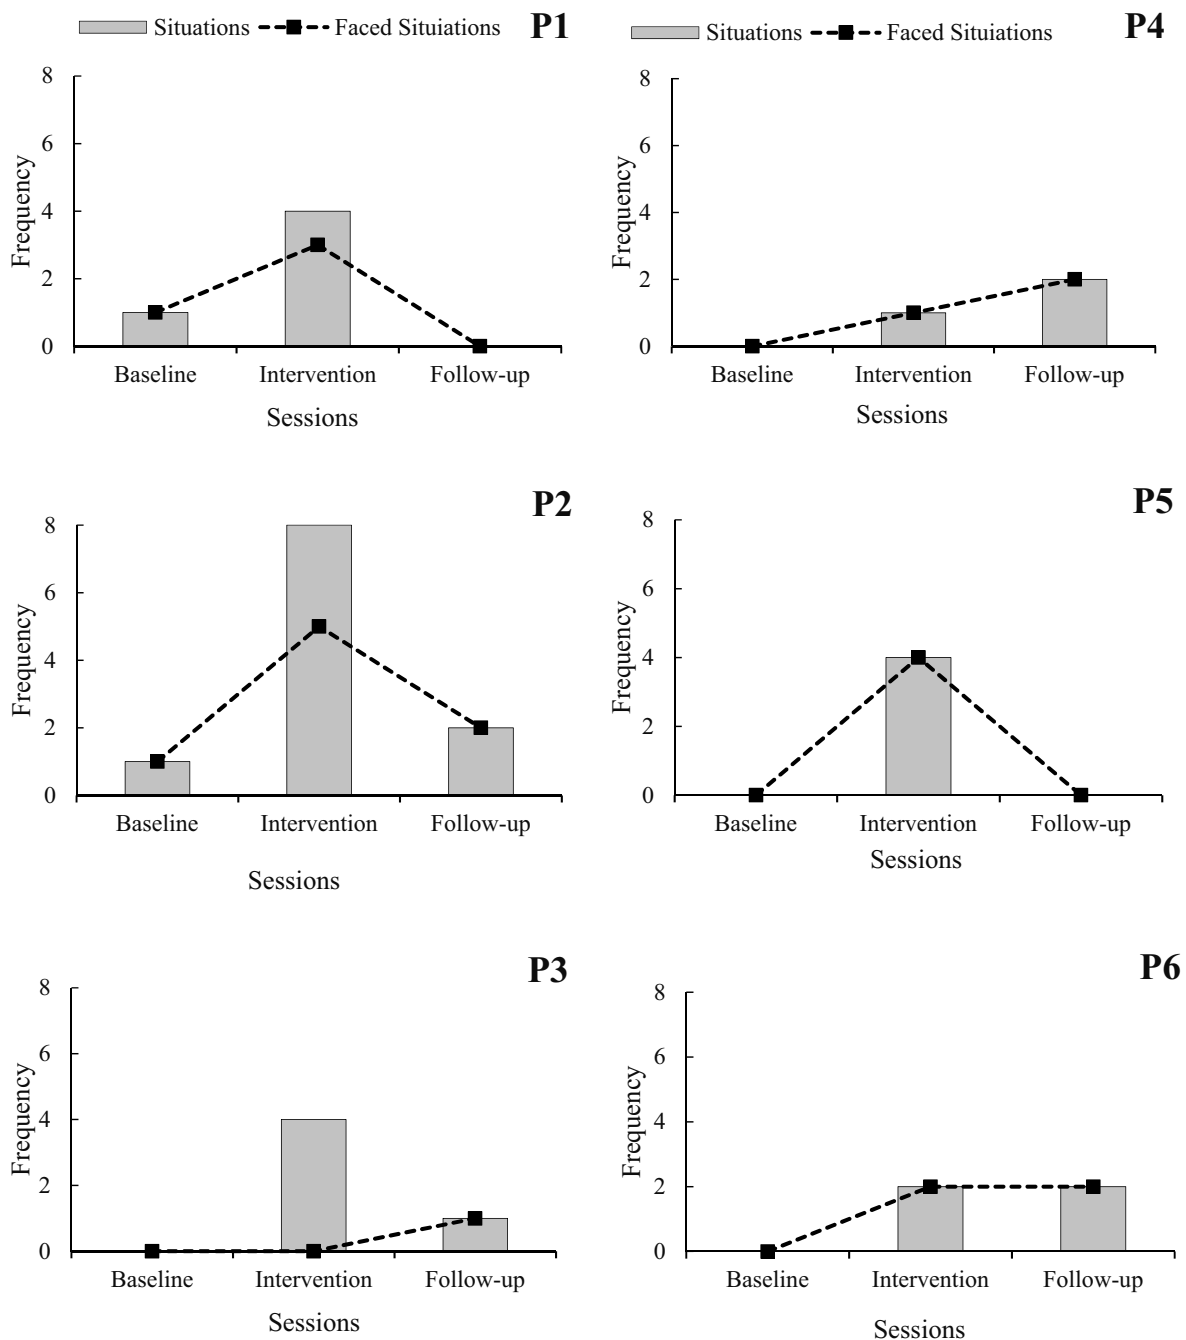 Situations Faced Situiations P1
8
6
4
2
0
Frequency
Baseline Intervention Follow-up
Sessions
Situations Faced Situiations P4
8
6
4
2
0
Frequency
Baseline Intervention Follow-up
Sessions
P2
8
6
4
2
0
Frequency
Baseline Intervention Follow-up
Sessions
P5
8
6
4
2
0
Frequency
Baseline Intervention Follow-up
Sessions
P3
8
6
4
2
0
Frequency
Baseline Intervention Follow-up
Sessions
P6
8
6
4
2
0
Frequency
Baseline Intervention Follow-up
Sessions